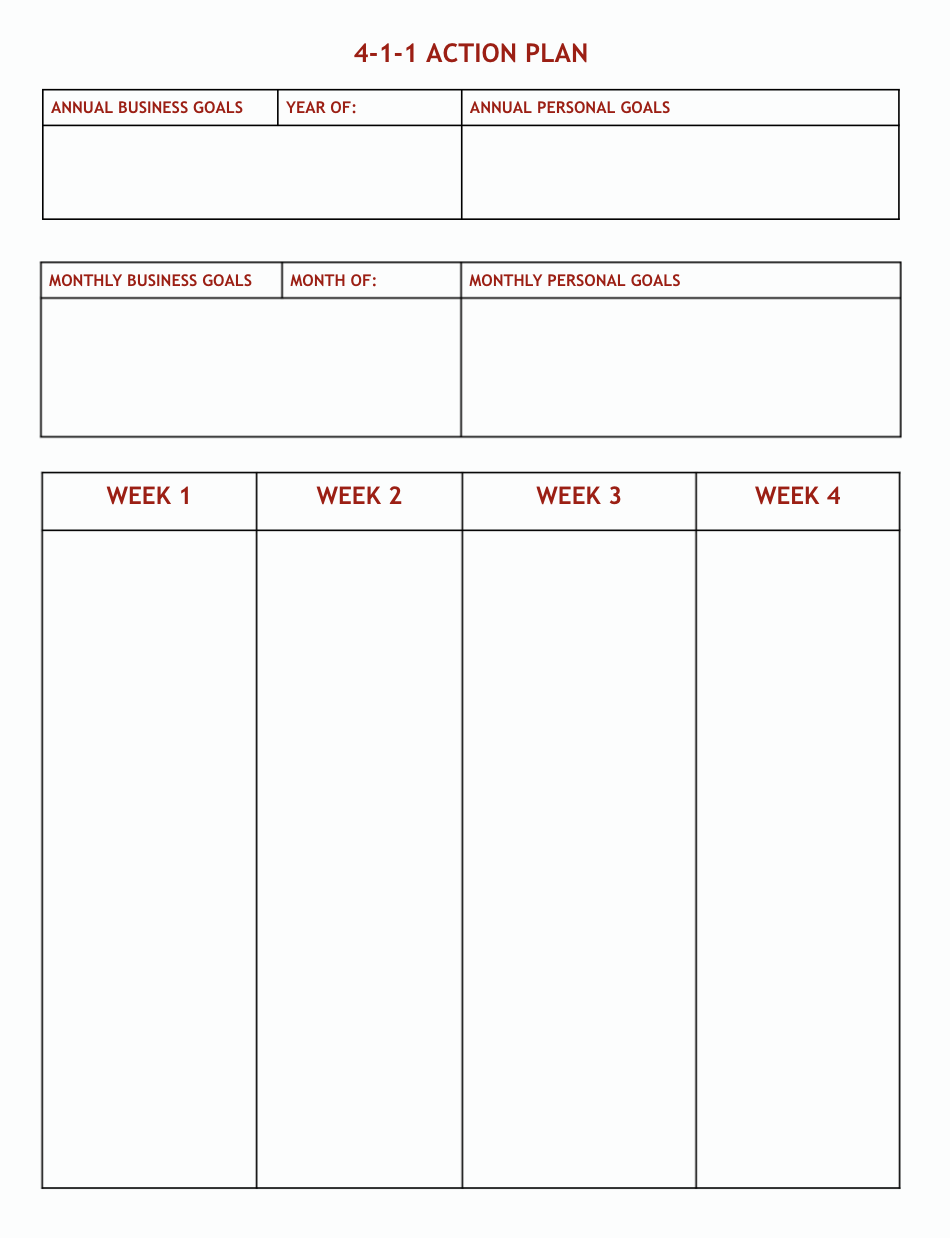 4-1-1 ACTION PLAN
ANNUAL BUSINESS GOALS YEAR OF: ANNUAL PERSONAL GOALS
MONTHLY BUSINESS GOALS MONTH OF: MONTHLY PERSONAL GOALS
WEEK 1 WEEK 2 WEEK 3 WEEK 4